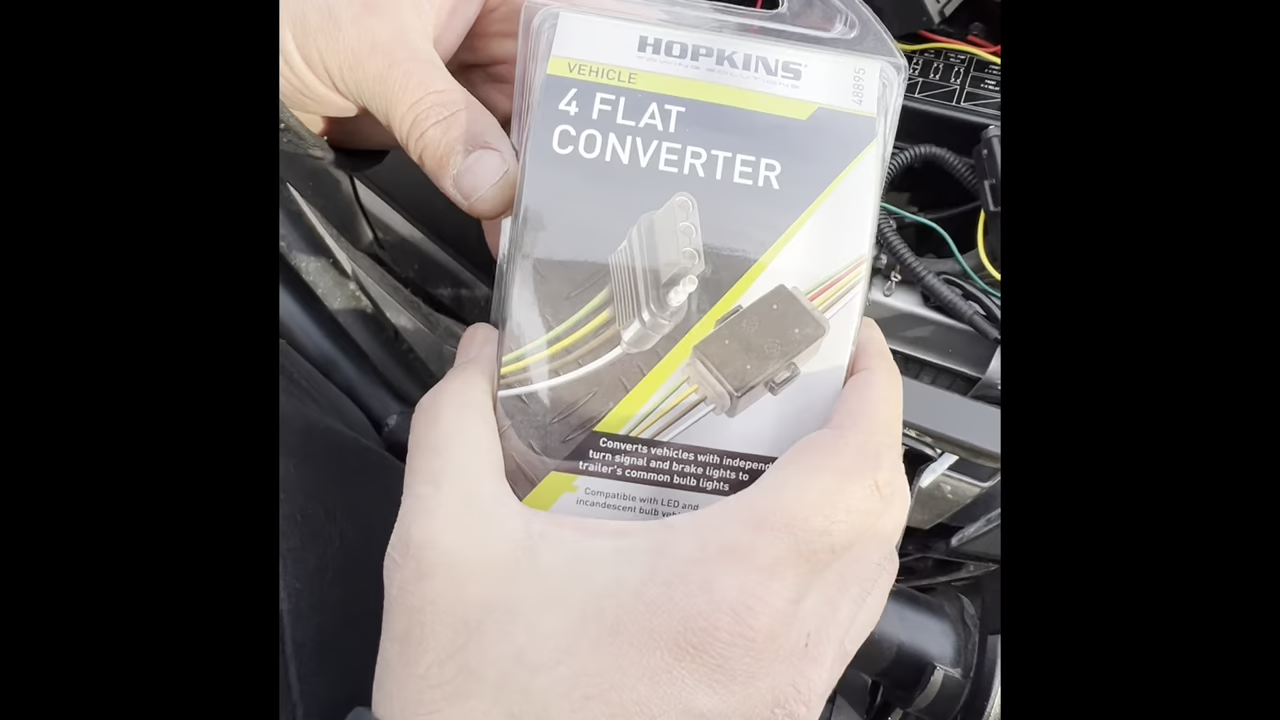 HOPKINS
VEHICLE
48895
4 FLAT
CONVERTER
Converts vehicles with independ
turn signal and brake lights to
trailer's common bulb lights
Compatible with LED and
incandescent bulb veh